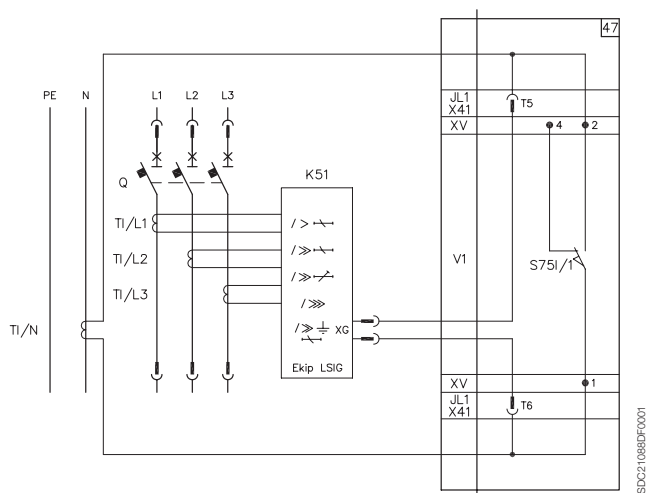 47
PE N L1 L2 L3
JL1 X41 T5
XV 4 2
Q
K51
TI/L1
I>
TI/L2
I≫
V1
S75I/1
I≫
TI/L3
I⋙
TI/N
I≫ XG
Ekip LSIG
XV 1
JL1 X41 T6
SDC21088DF0001